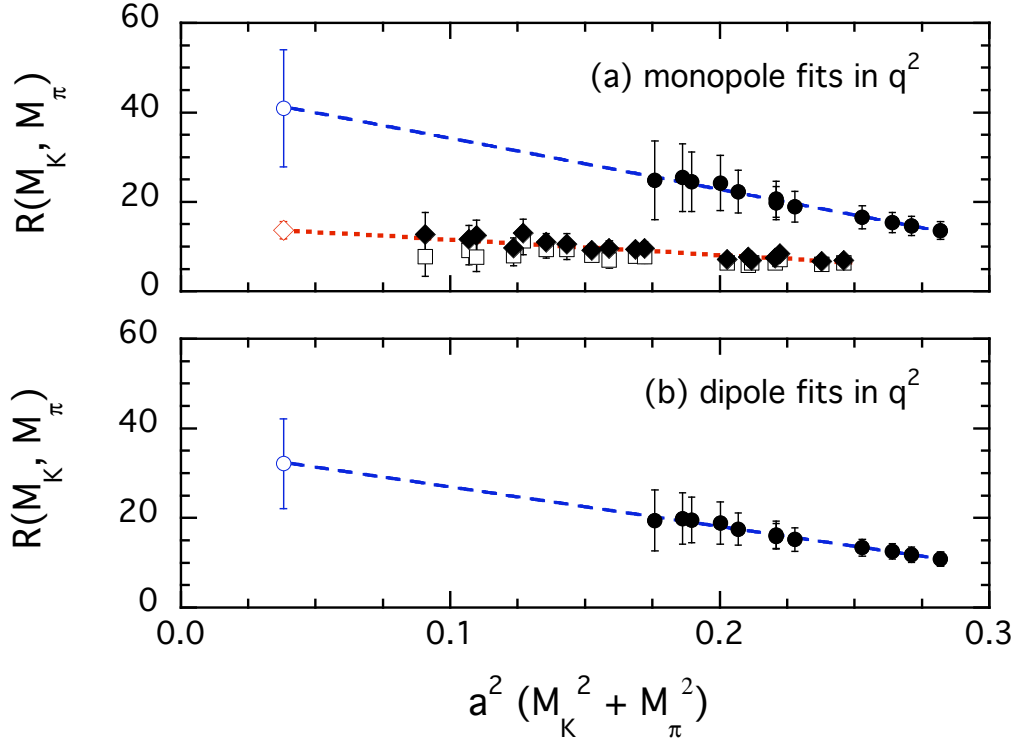 60
(a) monopole fits in q²
40
R(M_K, M_π)
20
0
60
(b) dipole fits in q²
40
R(M_K, M_π)
20
0
0.0 0.1 0.2 0.3
a² (M_K² + M_π²)